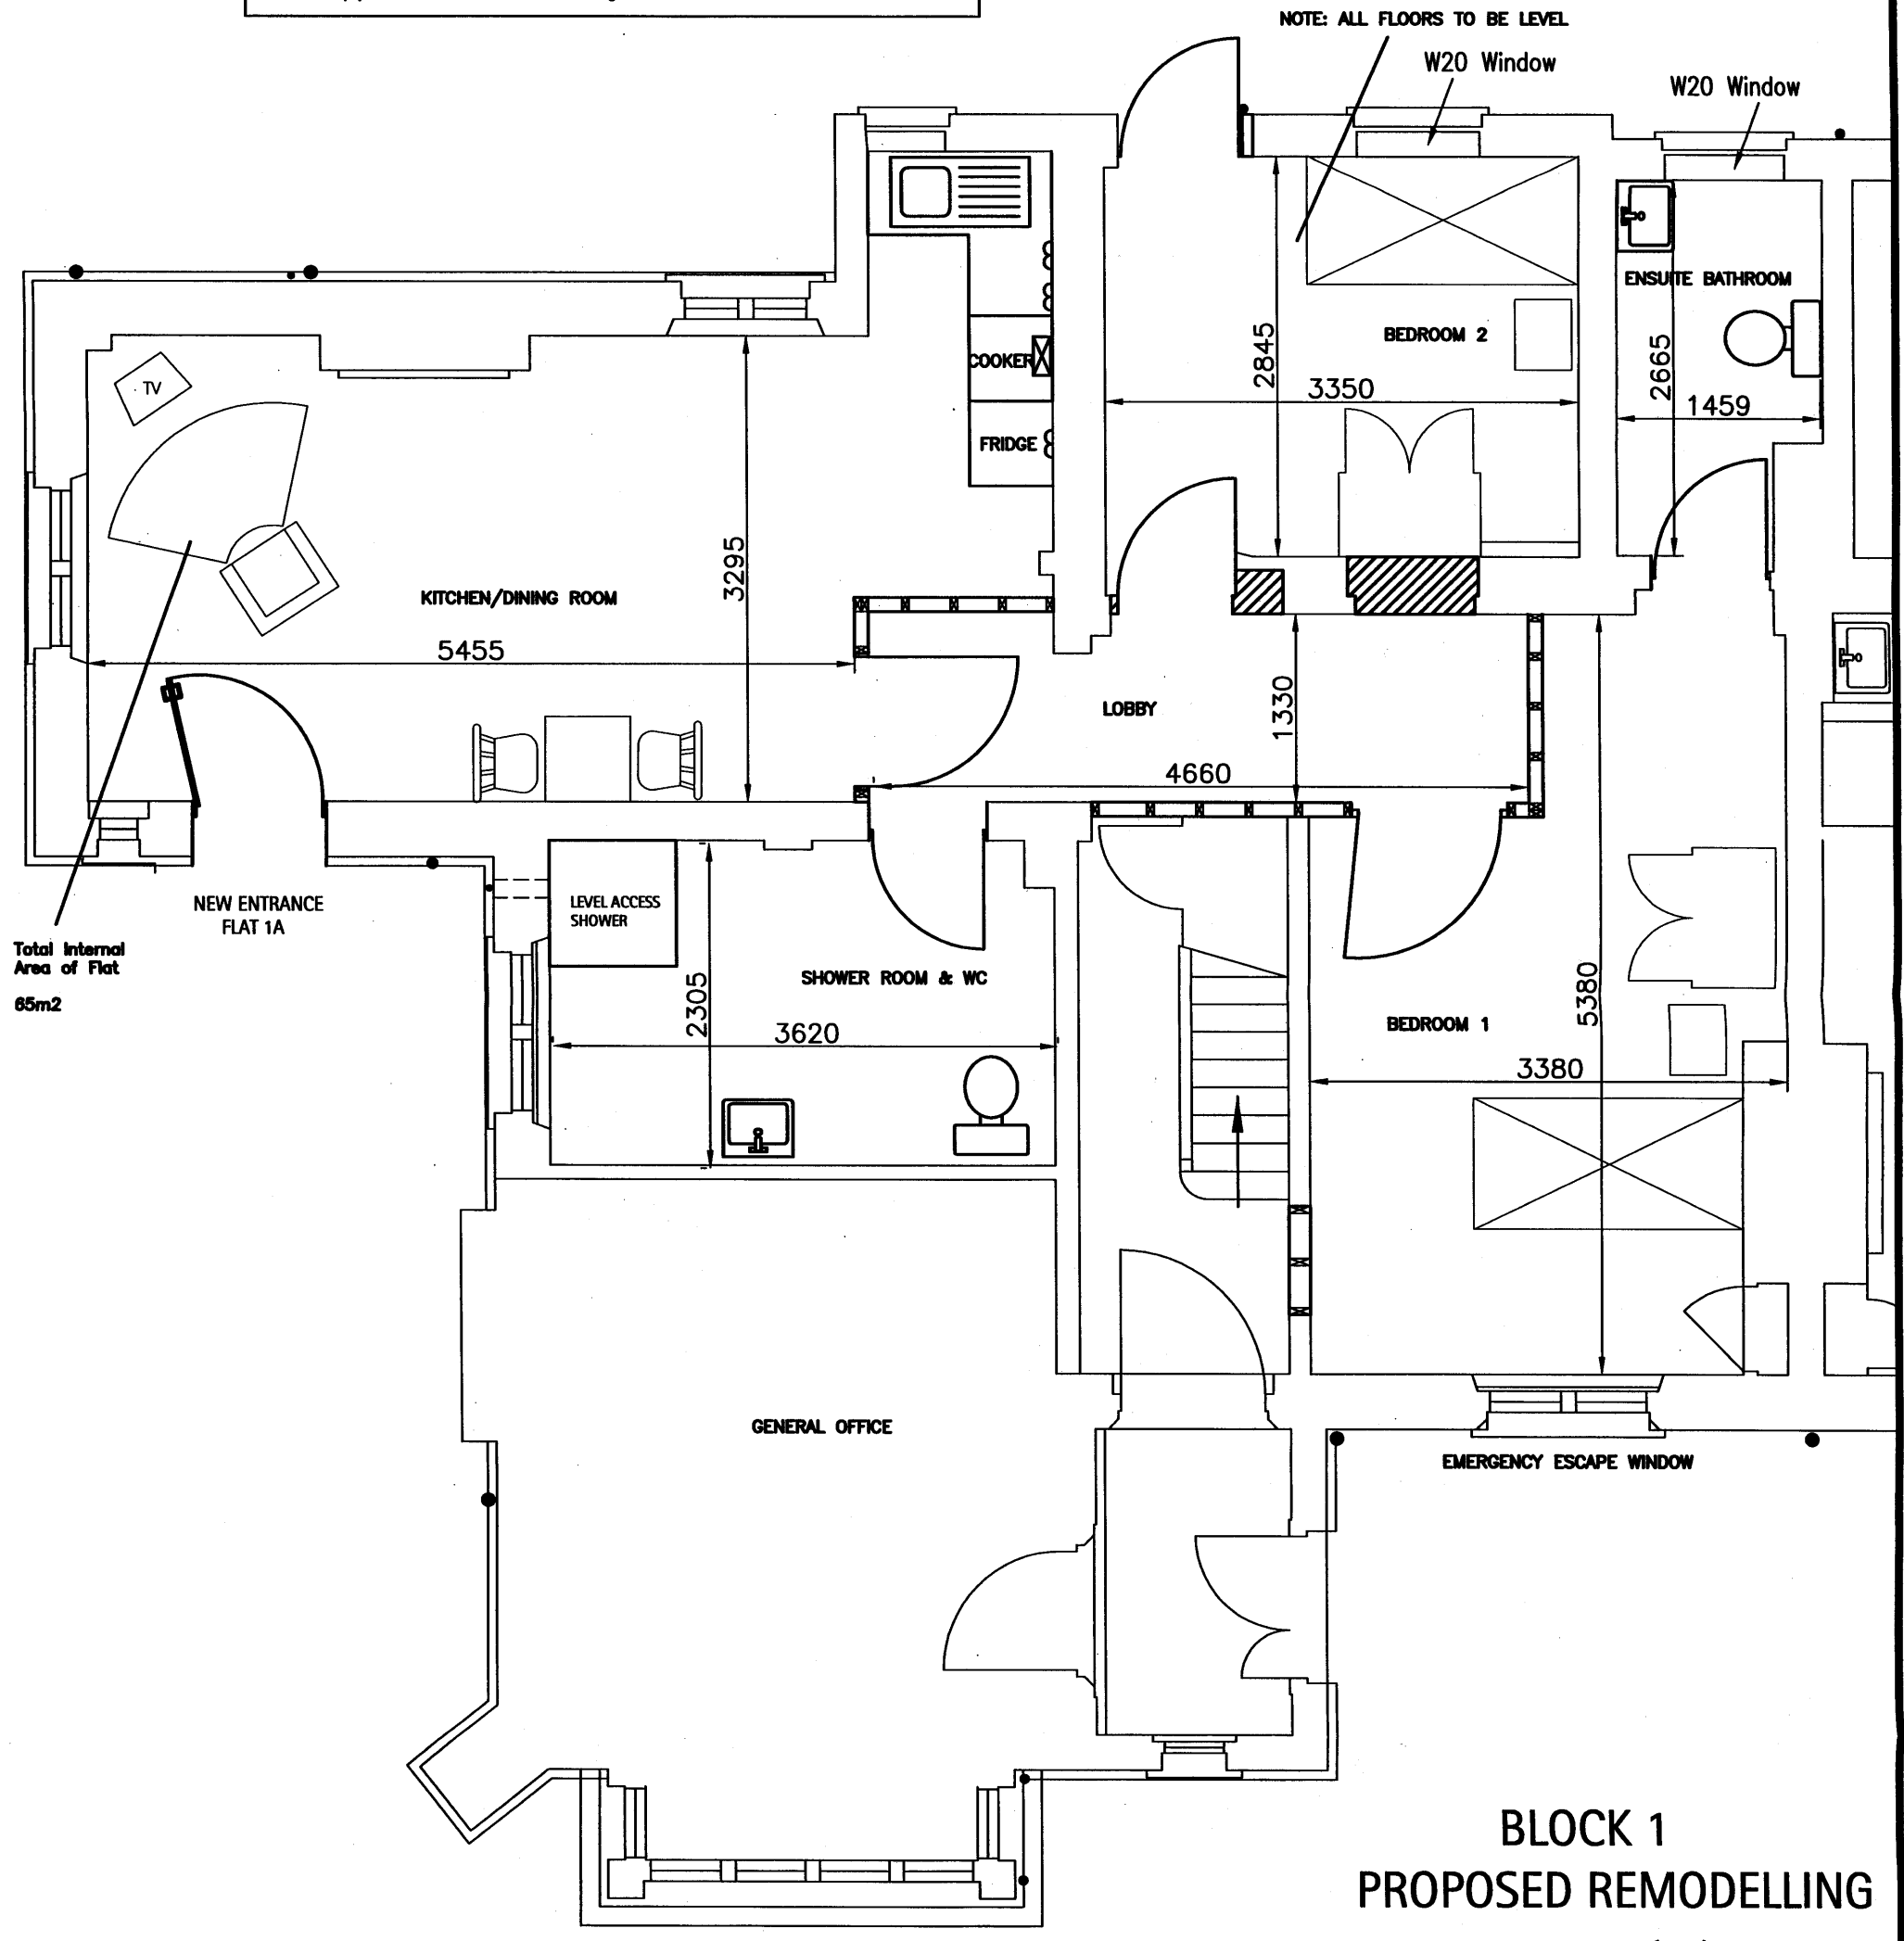 NOTE: ALL FLOORS TO BE LEVEL
W20 Window
W20 Window
ENSUITE BATHROOM
BEDROOM 2
2845
3350
2665
1459
TV
COOKER
FRIDGE
KITCHEN/DINING ROOM
3295
5455
LOBBY
1330
4660
NEW ENTRANCE
FLAT 1A
LEVEL ACCESS
SHOWER
Total Internal
Area of Flat
65m2
SHOWER ROOM & WC
2305
3620
BEDROOM 1
5380
3380
GENERAL OFFICE
EMERGENCY ESCAPE WINDOW
BLOCK 1
PROPOSED REMODELLING